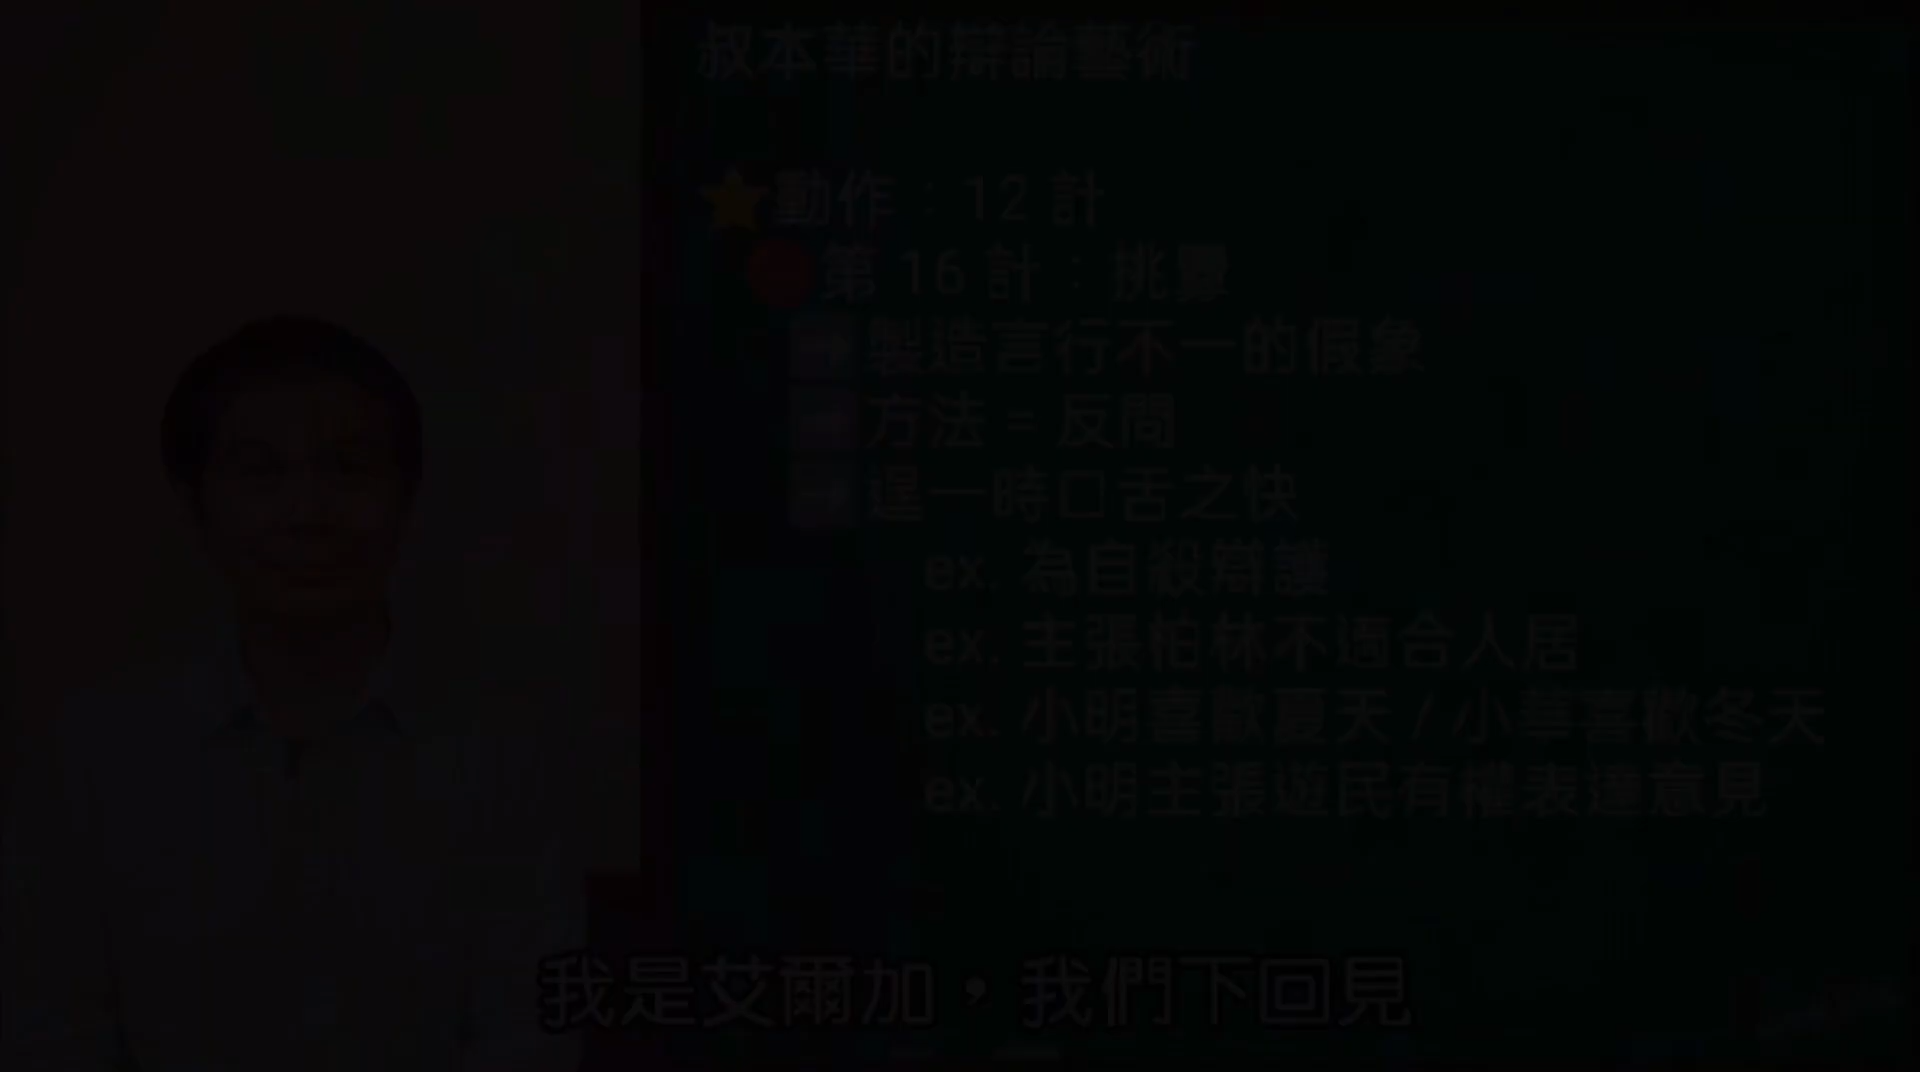 叔本華的辯論藝術
動作：12 計
第 16 計：挑釁
製造言行不一的假象
方法 = 反問
逞一時口舌之快
ex. 為自殺辯護
ex. 主張柏林不適合人居
ex. 小明喜歡夏天 / 小華喜歡冬天
ex. 小明主張遊民有權表達意見
我是艾爾加，我們下回見